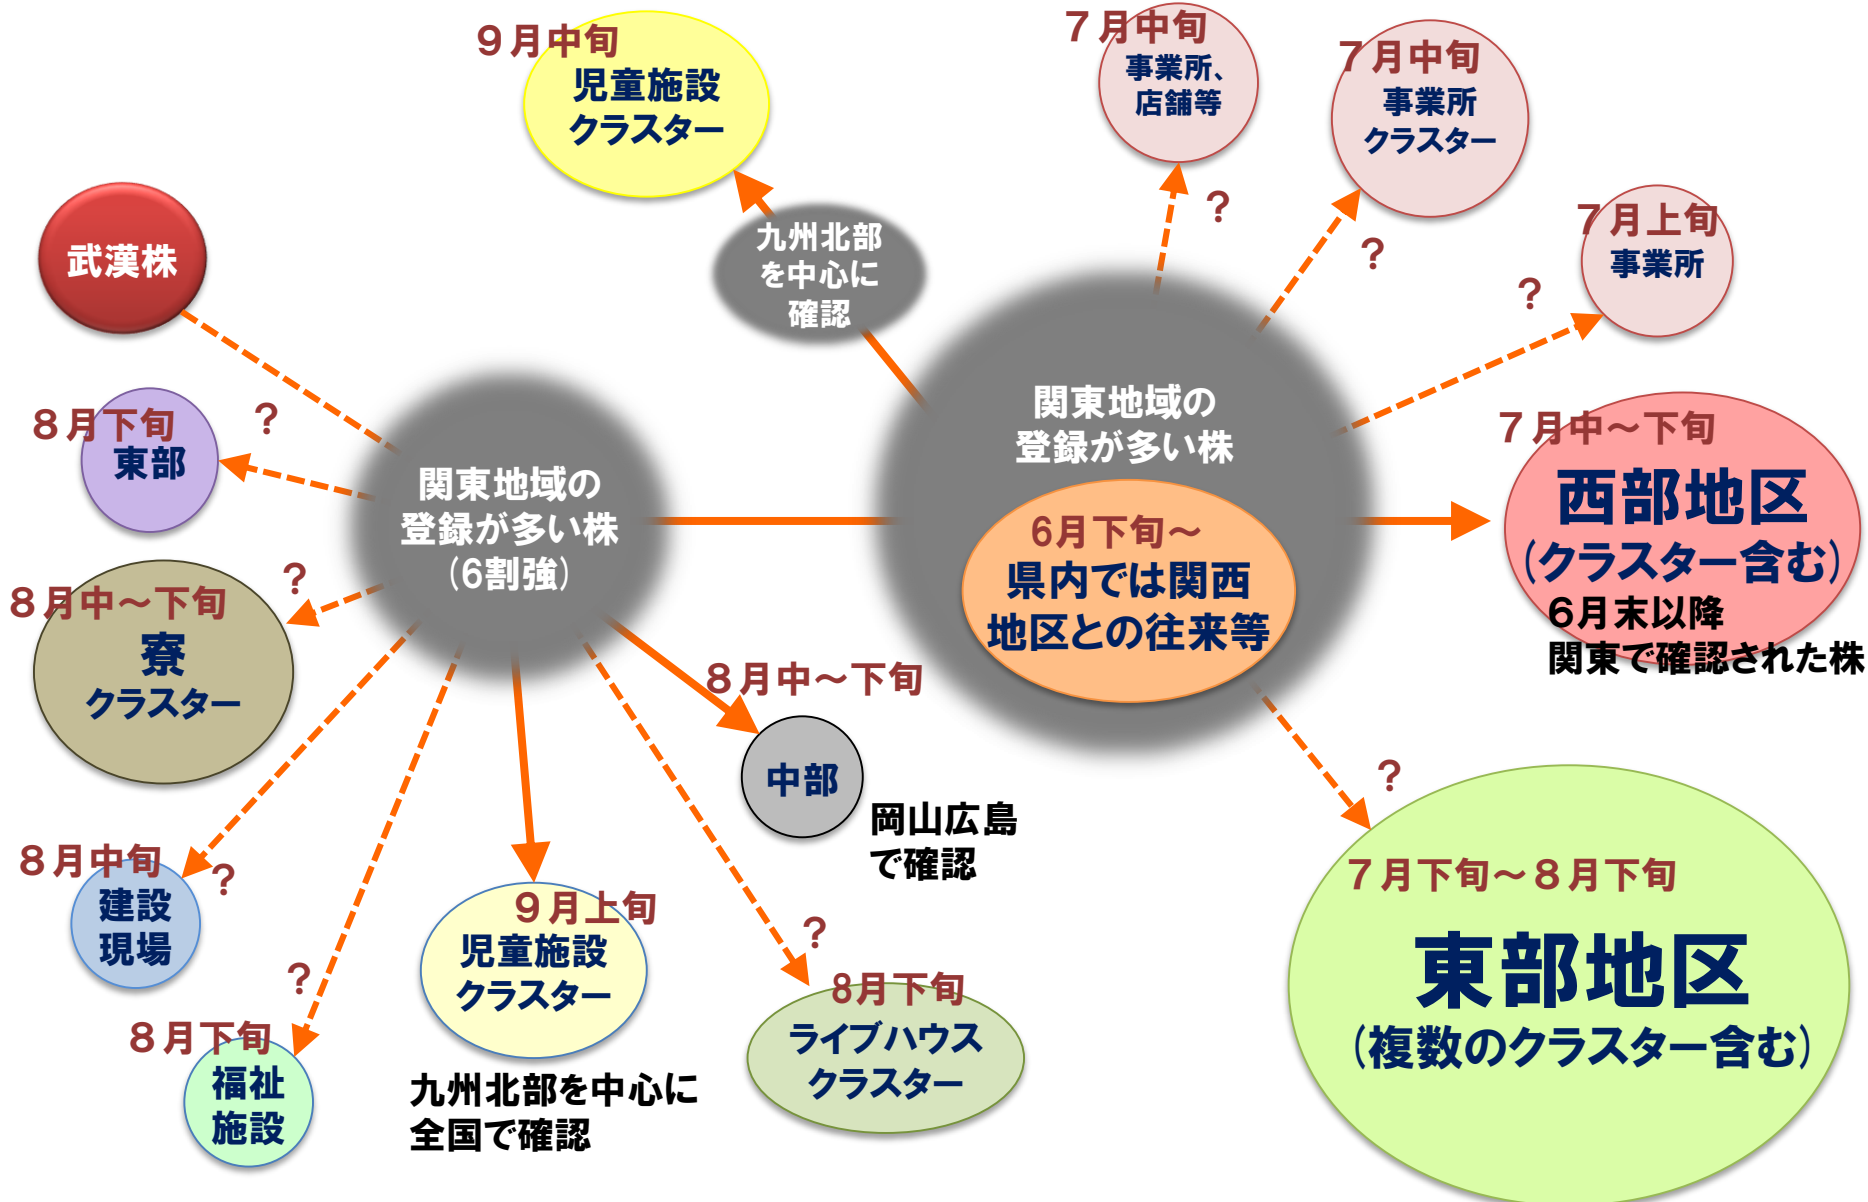 ９月中旬
児童施設
クラスター
７月中旬
事業所、
店舗等
７月中旬
事業所
クラスター
?
?
７月上旬
事業所
?
武漢株
九州北部
を中心に
確認
８月下旬
東部
?
関東地域の
登録が多い株
(6割強)
関東地域の
登録が多い株
6月下旬～
県内では関西
地区との往来等
７月中～下旬
西部地区
(クラスター含む)
6月末以降
関東で確認された株
?
８月中～下旬
寮
クラスター
８月中～下旬
中部
岡山広島
で確認
?
７月下旬～８月下旬
東部地区
(複数のクラスター含む)
８月中旬
建設
現場
?
９月上旬
児童施設
クラスター
九州北部を中心に
全国で確認
?
8月下旬
ライブハウス
クラスター
?
８月下旬
福祉
施設